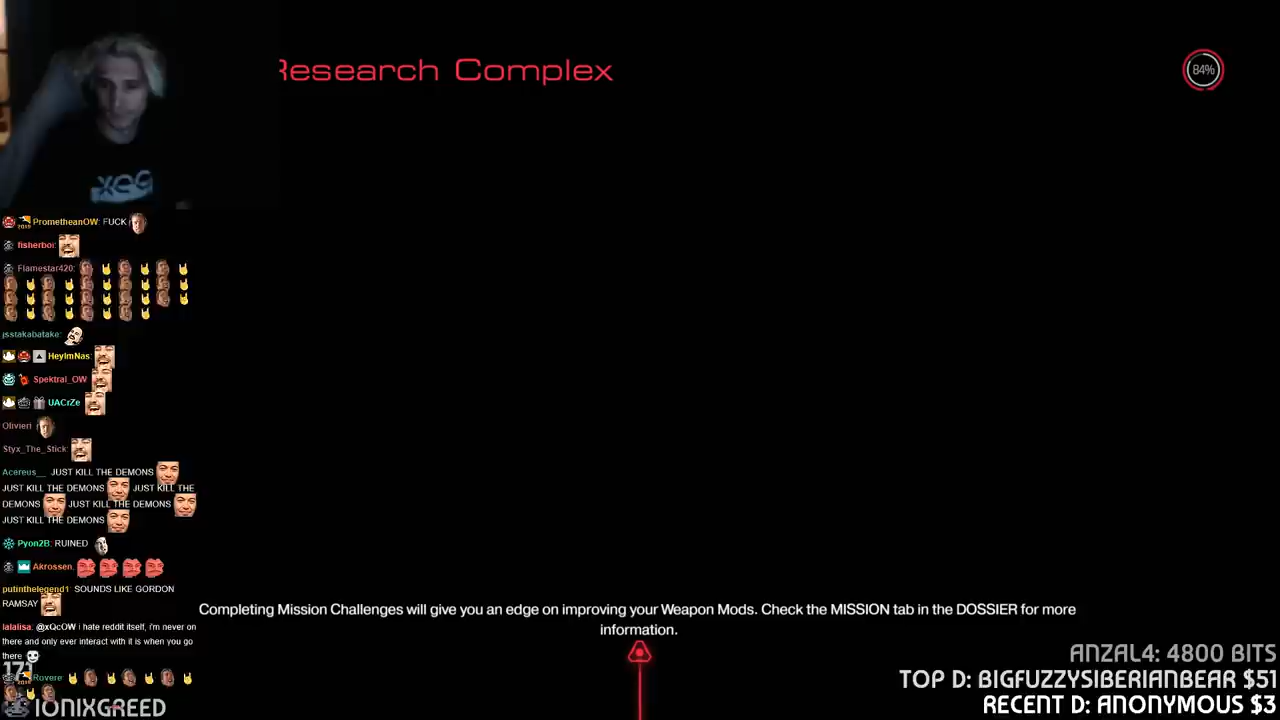 Research Complex
84%
xQc
PrometheanOW: FUCK
fisherboi:
Flamestar420:
jsstakabatake:
HeyImNas:
Spektral_OW
UACrZe
Olivieri
Styx_The_Stick:
Acereus__ JUST KILL THE DEMONS
JUST KILL THE DEMONS JUST KILL THE
DEMONS JUST KILL THE DEMONS
JUST KILL THE DEMONS
Pyon2B: RUINED
Akrossen,
putinthelegend1: SOUNDS LIKE GORDON
RAMSAY
lalalisa: @xQcOW i hate reddit itself, i'm never on
there and only ever interact with it is when you go
there
Rovere:
IONIXGREED
Completing Mission Challenges will give you an edge on improving your Weapon Mods. Check the MISSION tab in the DOSSIER for more
information.
ANZAL4: 4800 BITS
TOP D: BIGFUZZYSIBERIANBEAR $51
RECENT D: ANONYMOUS $3